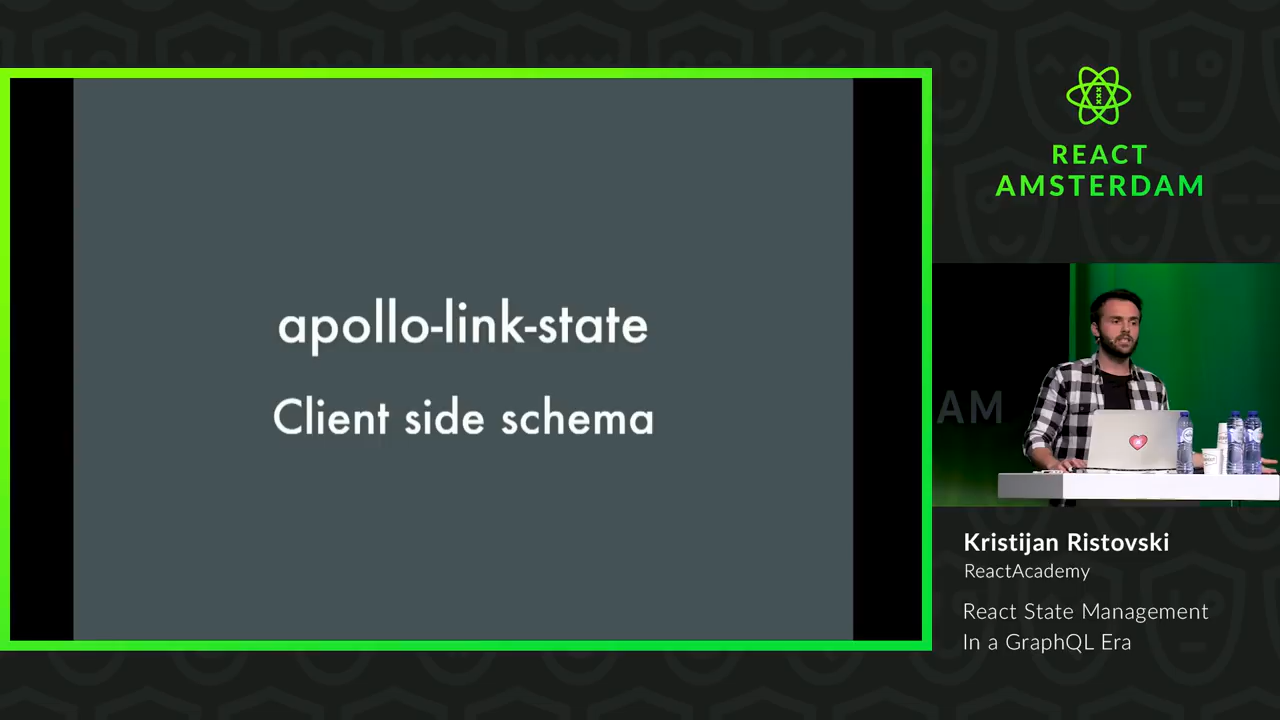 apollo-link-state
Client side schema
REACT
AMSTERDAM
AM
Kristijan Ristovski
ReactAcademy
React State Management
In a GraphQL Era